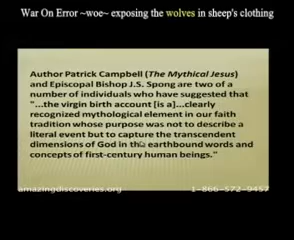 War On Error ~woe~ exposing the wolves in sheep's clothing
Author Patrick Campbell (The Mythical Jesus)
and Episcopal Bishop J.S. Spong are two of a
number of individuals who have suggested that
"...the virgin birth account [is a]...clearly
recognized mythological element in our faith
tradition whose purpose was not to describe a
literal event but to capture the transcendent
dimensions of God in the earthbound words and
concepts of first-century human beings."
amazingdiscoveries.org 1-866-572-9457